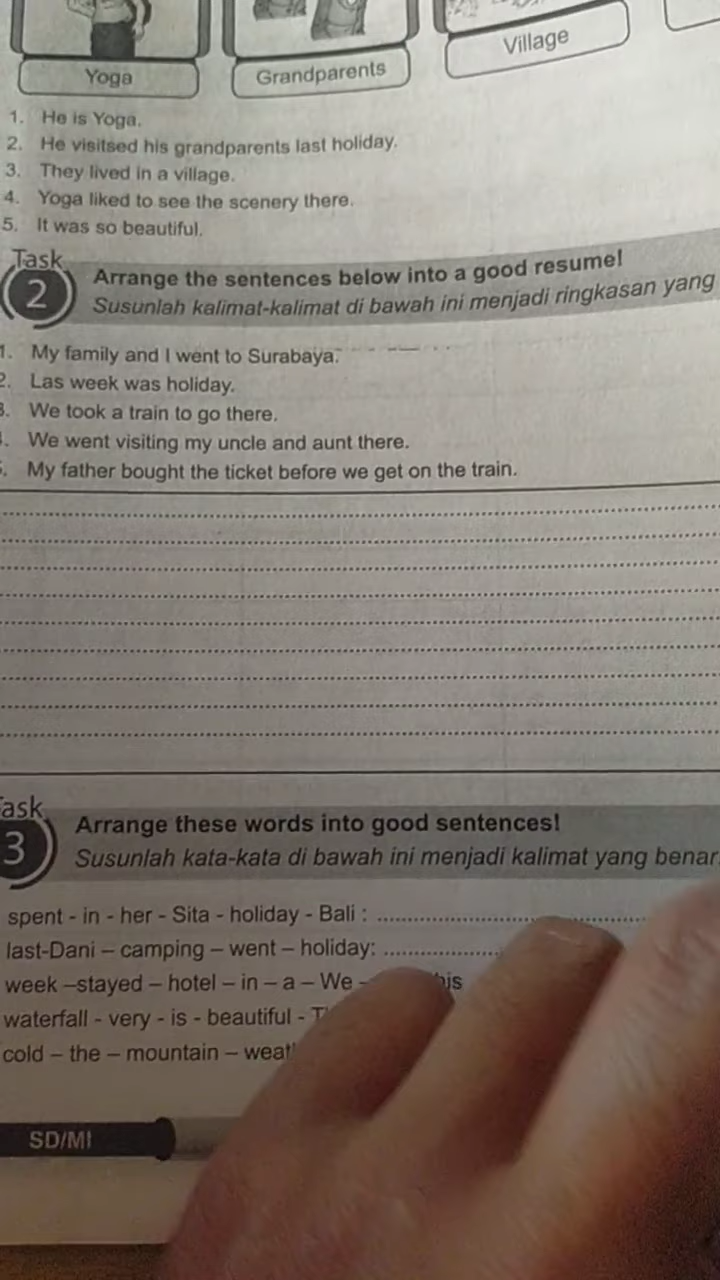 Yoga
Grandparents
Village
1. He is Yoga.
2. He visitsed his grandparents last holiday.
3. They lived in a village.
4. Yoga liked to see the scenery there.
5. It was so beautiful.
Task
2
Arrange the sentences below into a good resume!
Susunlah kalimat-kalimat di bawah ini menjadi ringkasan yang
1. My family and I went to Surabaya.
2. Las week was holiday.
3. We took a train to go there.
. We went visiting my uncle and aunt there.
. My father bought the ticket before we get on the train.
Task
3
Arrange these words into good sentences!
Susunlah kata-kata di bawah ini menjadi kalimat yang benar
spent - in - her - Sita - holiday - Bali :
last-Dani – camping – went – holiday:
week –stayed – hotel – in – a – We –
waterfall - very - is - beautiful -
cold – the – mountain –
SD/MI